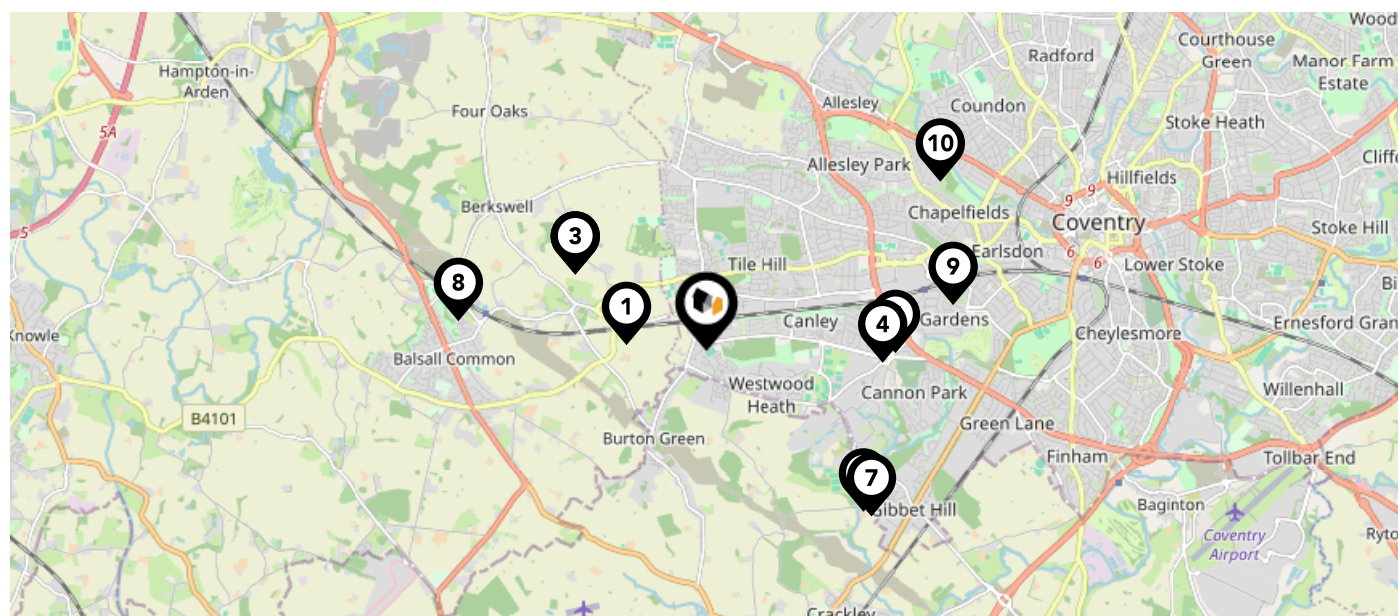 Wood
Courthouse
Green
Radford
Manor Farm
Estate
Hampton-in-
Arden
Four Oaks
Allesley
Coundon
Stoke Heath
5A
10
Cliff
Allesley Park
Hillfields
9
9
Berkswell
Chapelfields
Coventry
3
5
Stoke Hill
6
6
Tile Hill
9
Earlsdon
Lower Stoke
8
Bi
1
4
Canley
Gardens
Ernesford Gran
Knowle
Cheylesmore
Balsall Common
Westwood
Heath
Cannon Park
Willenhall
B4101
Green Lane
Burton Green
Finham
Tollbar End
7
Gibbet Hill
Baginton
Coventry
Airport
Ryto
Crackley